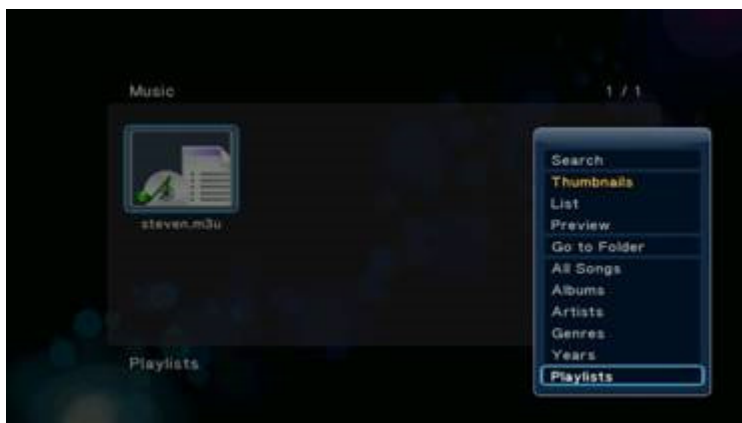 Music
1 / 1
steven.m3u
Search
Thumbnails
List
Preview
Go to Folder
All Songs
Albums
Artists
Genres
Years
Playlists
Playlists